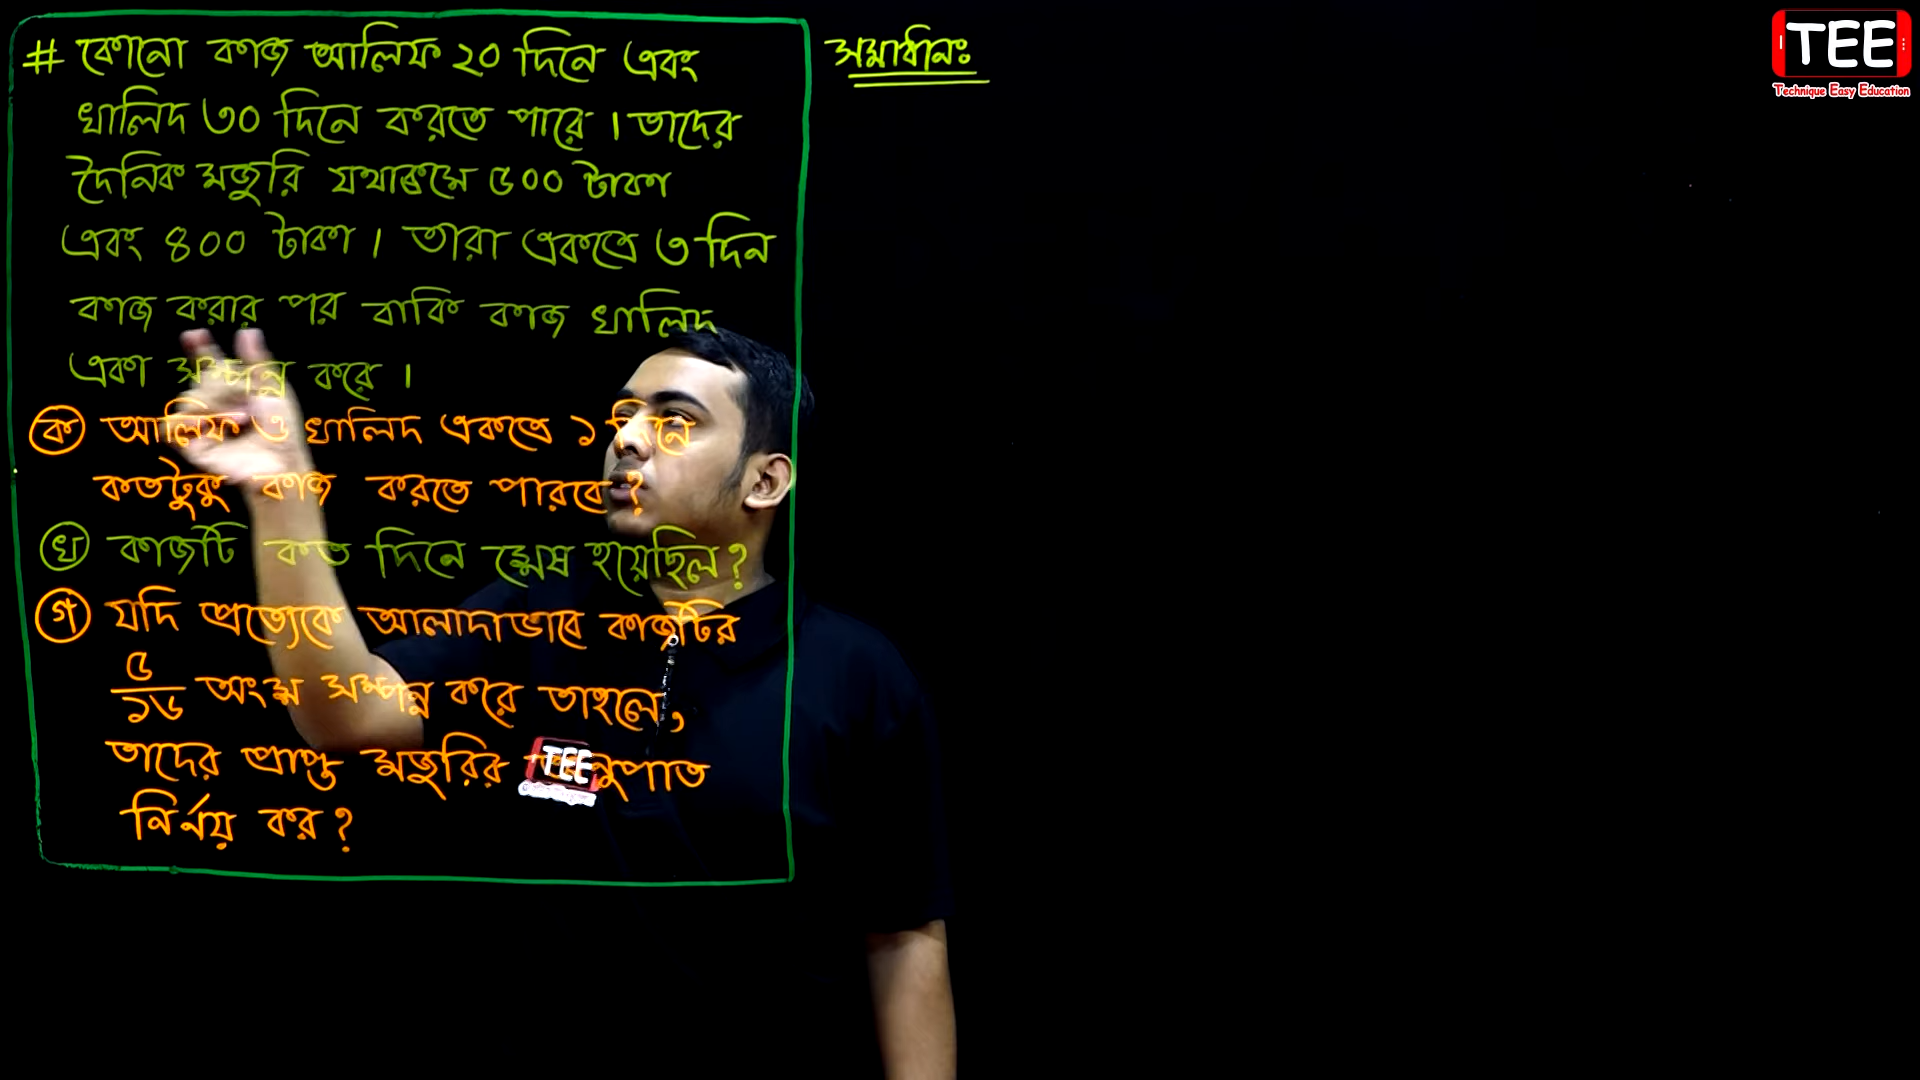 # কোনো কাজ আলিফ ২০ দিনে এবং
খালিদ ৩০ দিনে করতে পারে । তাদের
দৈনিক মজুরি যথাক্রমে ৫০০ টাকা
এবং ৪০০ টাকা । তারা একত্রে ৩ দিন
কাজ করার পর বাকি কাজ খালিদ
একা সম্পন্ন করে ।
ক আলিফ ও খালিদ একত্রে ১ দিনে
কতটুকু কাজ করতে পারবে ?
খ কাজটি কত দিনে শেষ হয়েছিল ?
গ যদি প্রত্যেকে আলাদাভাবে কাজটির
৫/১৬ অংশ সম্পন্ন করে তাহলে,
তাদের প্রাপ্ত মজুরির অনুপাত
নির্নয় কর ?
সমাধানঃ
TEE
Technique Easy Education
TEE